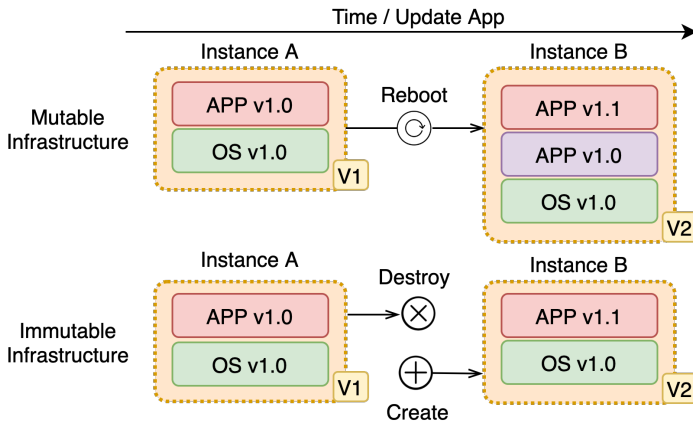 Time / Update App
Instance A
Instance B
Mutable
Infrastructure
APP v1.0
OS v1.0
V1
Reboot
APP v1.1
APP v1.0
OS v1.0
V2
Instance A
Instance B
Immutable
Infrastructure
APP v1.0
OS v1.0
V1
Destroy
Create
APP v1.1
OS v1.0
V2